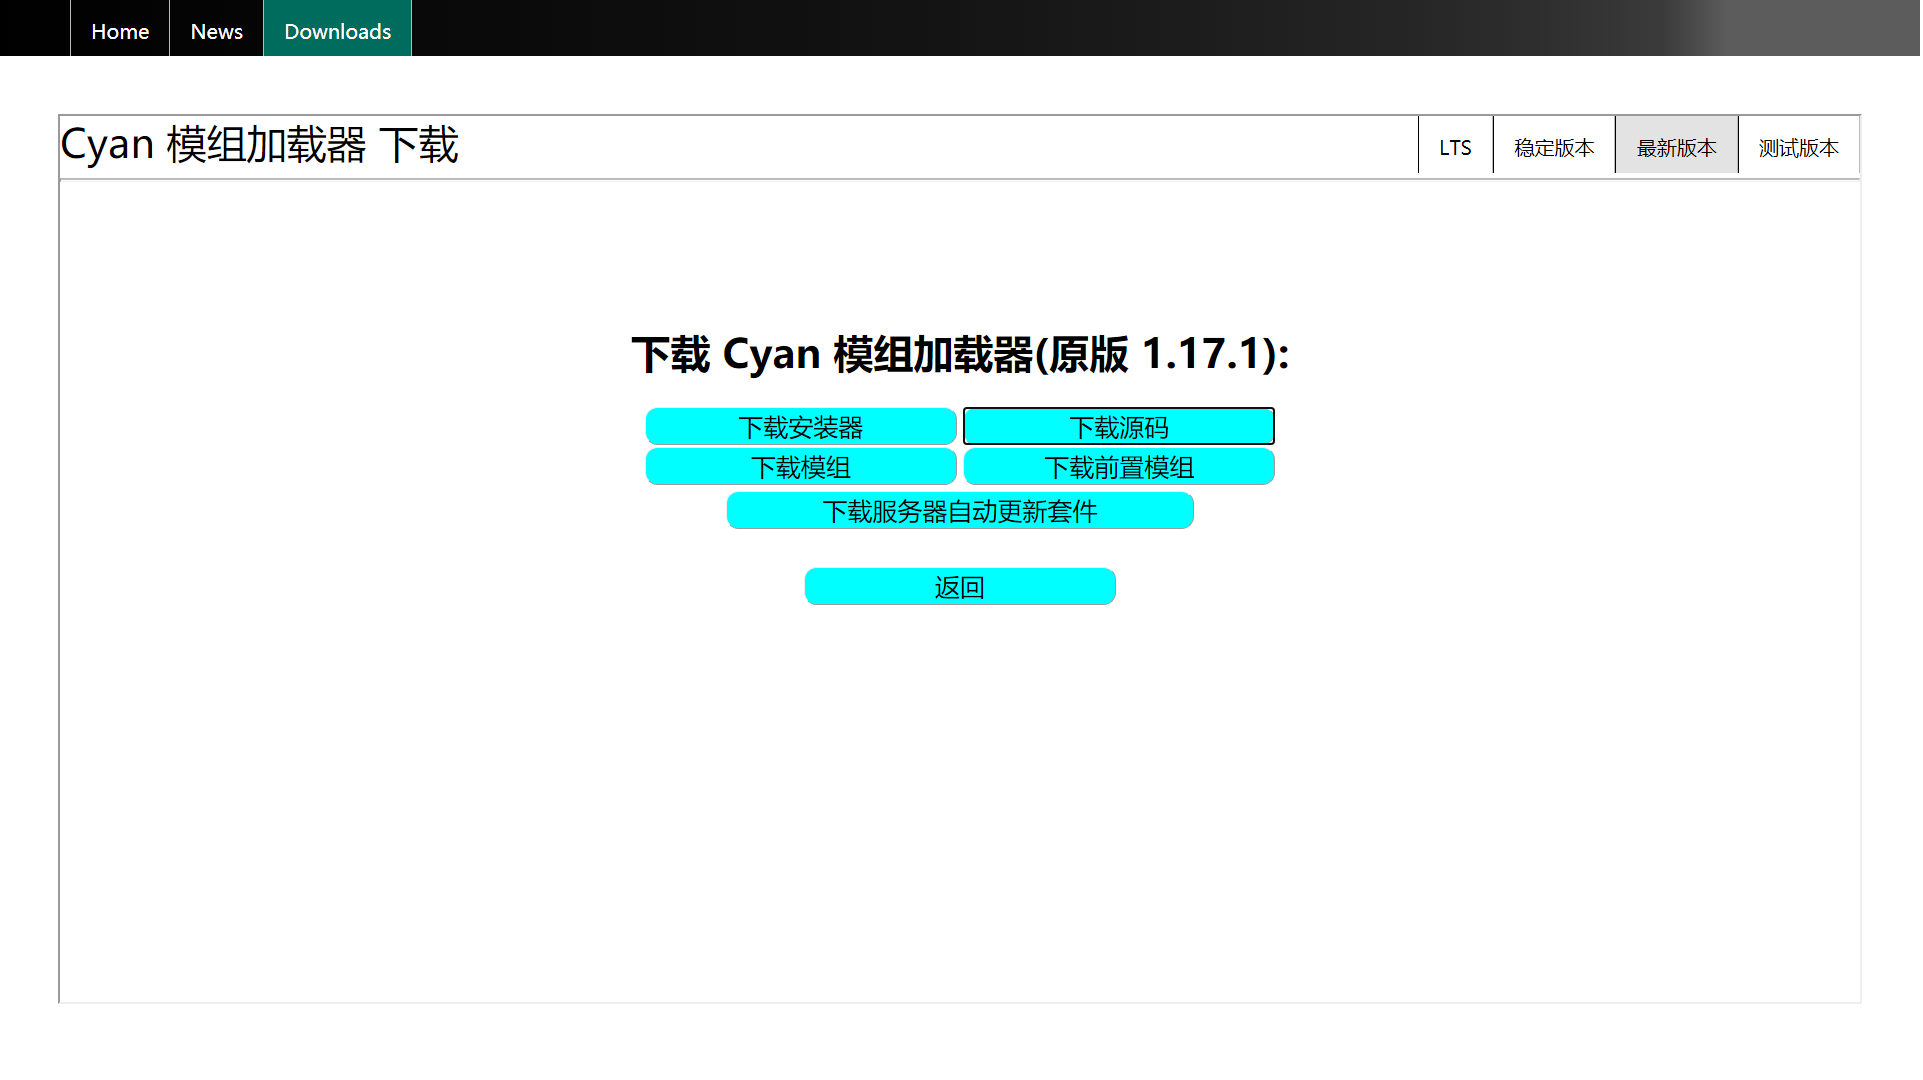 Home News Downloads
Cyan 模组加载器 下载
LTS 稳定版本 最新版本 测试版本
下载 Cyan 模组加载器(原版 1.17.1):
下载安装器 下载源码
下载模组 下载前置模组
下载服务器自动更新套件
返回